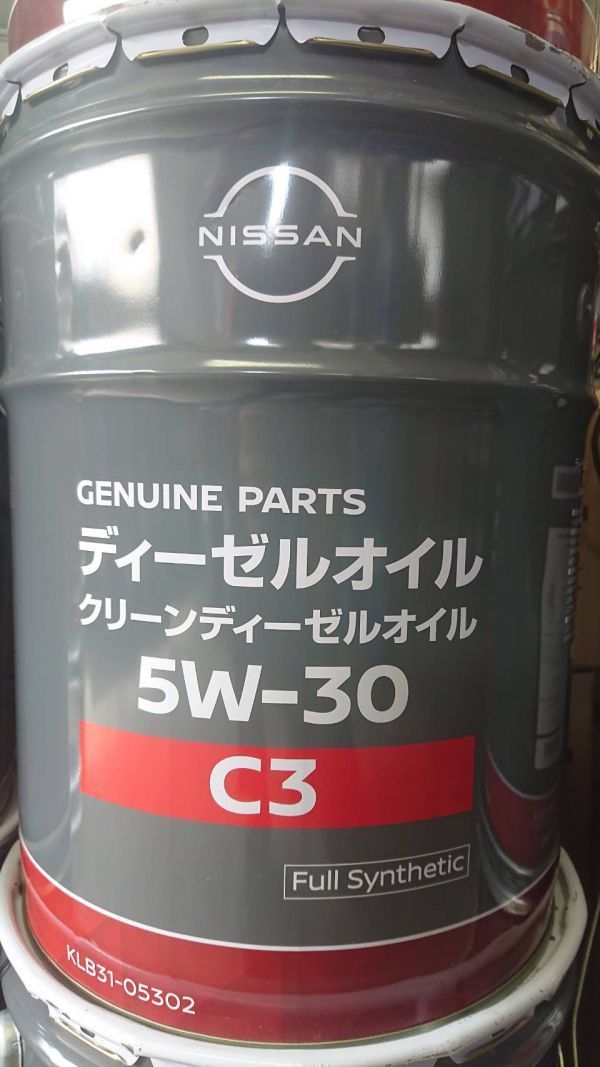 NISSAN
GENUINE PARTS
ディーゼルオイル
クリーンディーゼルオイル
5W-30
C3
Full Synthetic
KLB31-05302